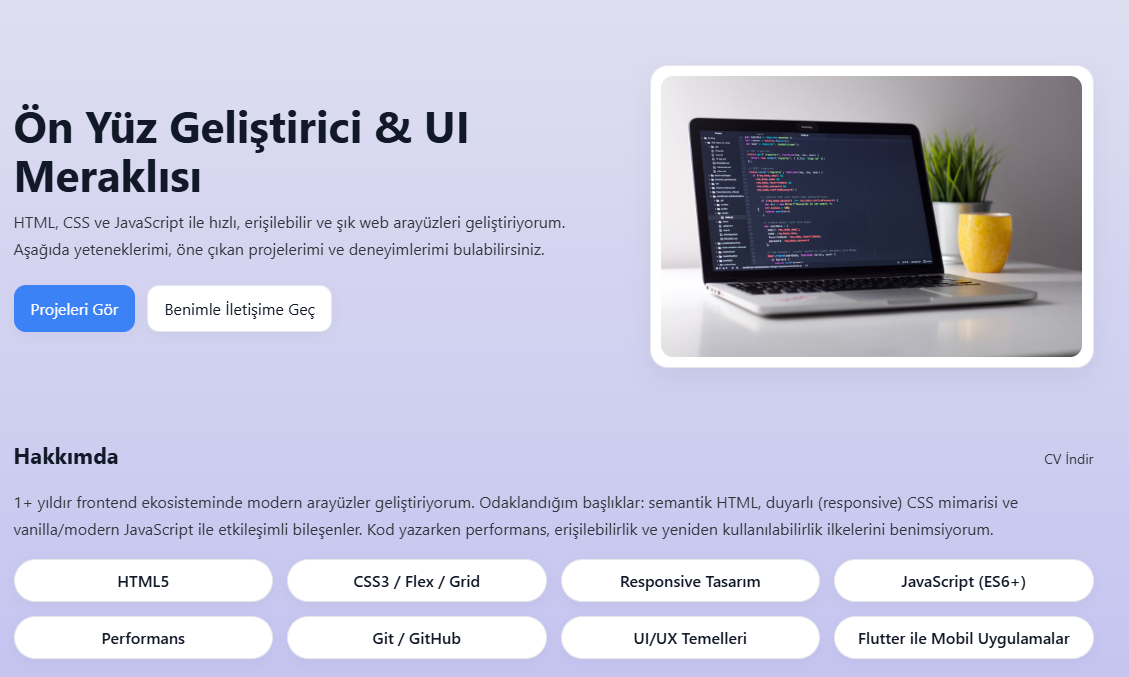 Ön Yüz Geliştirici & UI
Meraklısı
HTML, CSS ve JavaScript ile hızlı, erişilebilir ve şık web arayüzleri geliştiriyorum.
Aşağıda yeteneklerimi, öne çıkan projelerimi ve deneyimlerimi bulabilirsiniz.
Projeleri Gör
Benimle İletişime Geç
Hakkımda
CV İndir
1+ yıldır frontend ekosisteminde modern arayüzler geliştiriyorum. Odaklandığım başlıklar: semantik HTML, duyarlı (responsive) CSS mimarisi ve
vanilla/modern JavaScript ile etkileşimli bileşenler. Kod yazarken performans, erişilebilirlik ve yeniden kullanılabilirlik ilkelerini benimsiyorum.
HTML5
CSS3 / Flex / Grid
Responsive Tasarım
JavaScript (ES6+)
Performans
Git / GitHub
UI/UX Temelleri
Flutter ile Mobil Uygulamalar